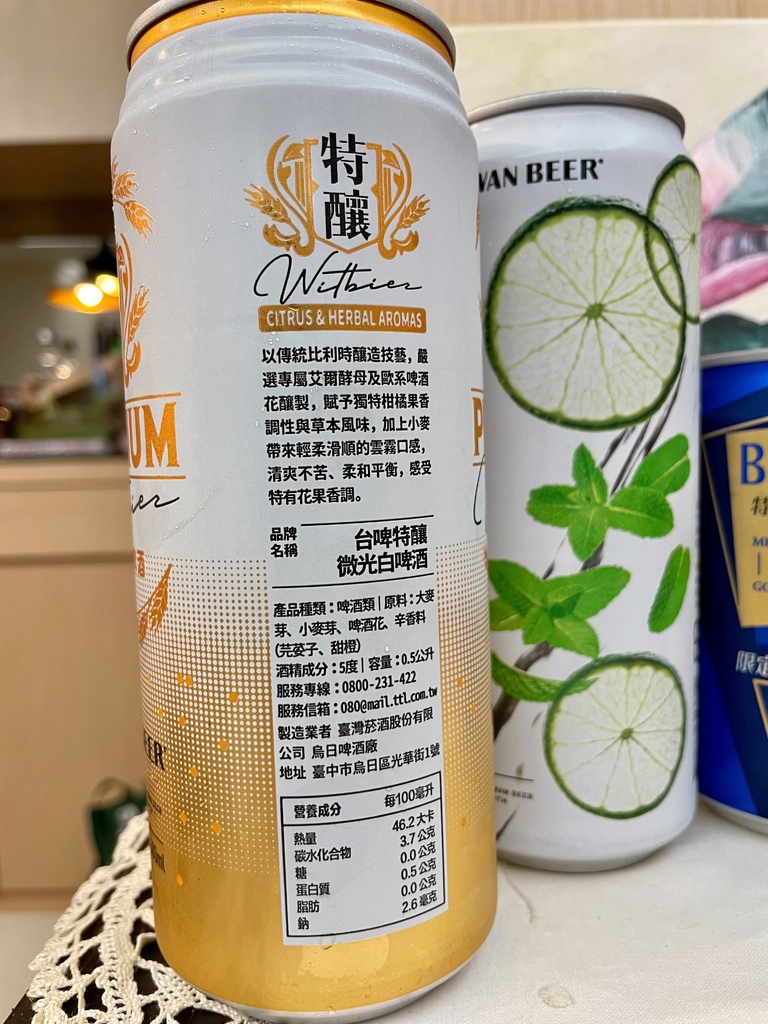 特
釀
Witbier
CITRUS & HERBAL AROMAS
以傳統比利時釀造技藝，嚴
選專屬艾爾酵母及歐系啤酒
花釀製，賦予獨特柑橘果香
調性與草本風味，加上小麥
帶來輕柔滑順的雲霧口感，
清爽不苦、柔和平衡，感受
特有花果香調。
品牌
名稱
台啤特釀
微光白啤酒
產品種類：啤酒類｜原料：大麥
芽、小麥芽、啤酒花、辛香料
(芫荽子、甜橙)
酒精成分：5度｜容量：0.5公升
服務專線：0800-231-422
服務信箱：080@mail.ttl.com.tw
製造業者 臺灣菸酒股份有限
公司 烏日啤酒廠
地址 臺中市烏日區光華街1號
營養成分 每100毫升
熱量 46.2大卡
碳水化合物 3.7公克
糖 0.0公克
蛋白質 0.5公克
脂肪 0.0公克
鈉 2.6毫克
UM
ier
酒
EER
ml
P
VAN BEER
B
特
限定